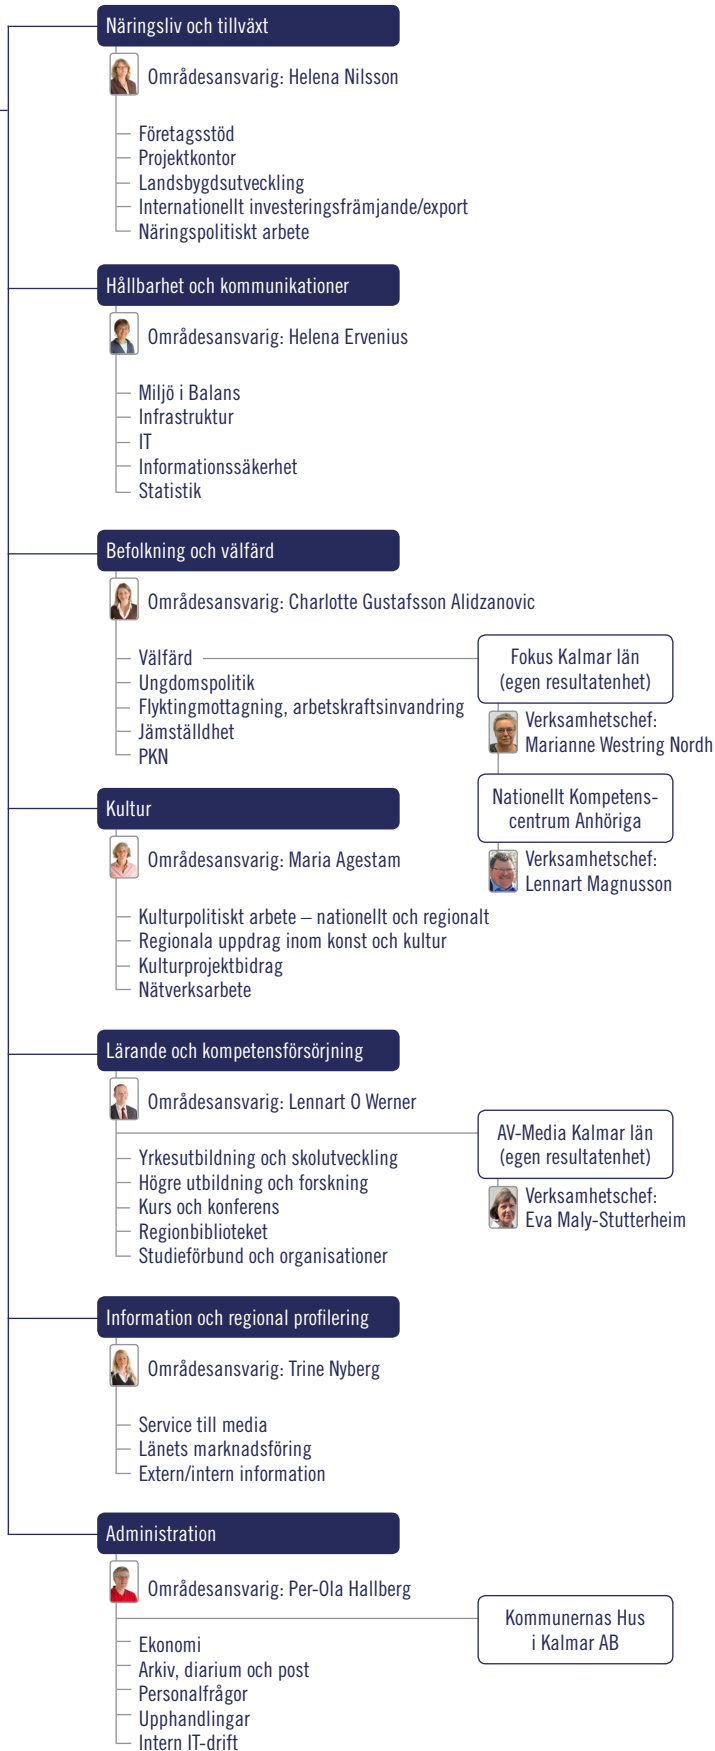 Näringsliv och tillväxt
Områdesansvarig: Helena Nilsson
Företagsstöd
Projektkontor
Landsbygdsutveckling
Internationellt investeringsfrämjande/export
Näringspolitiskt arbete
Hållbarhet och kommunikationer
Områdesansvarig: Helena Ervenius
Miljö i Balans
Infrastruktur
IT
Informationssäkerhet
Statistik
Befolkning och välfärd
Områdesansvarig: Charlotte Gustafsson Alidzanovic
Välfärd
Ungdomspolitik
Flyktingmottagning, arbetskraftsinvandring
Jämställdhet
PKN
Fokus Kalmar län
(egen resultatenhet)
Verksamhetschef:
Marianne Westring Nordh
Nationellt Kompetens-
centrum Anhöriga
Verksamhetschef:
Lennart Magnusson
Kultur
Områdesansvarig: Maria Agestam
Kulturpolitiskt arbete – nationellt och regionalt
Regionala uppdrag inom konst och kultur
Kulturprojektbidrag
Nätverksarbete
Lärande och kompetensförsörjning
Områdesansvarig: Lennart O Werner
Yrkesutbildning och skolutveckling
Högre utbildning och forskning
Kurs och konferens
Regionbiblioteket
Studieförbund och organisationer
AV-Media Kalmar län
(egen resultatenhet)
Verksamhetschef:
Eva Maly-Stutterheim
Information och regional profilering
Områdesansvarig: Trine Nyberg
Service till media
Länets marknadsföring
Extern/intern information
Administration
Områdesansvarig: Per-Ola Hallberg
Ekonomi
Arkiv, diarium och post
Personalfrågor
Upphandlingar
Intern IT-drift
Kommunernas Hus
i Kalmar AB